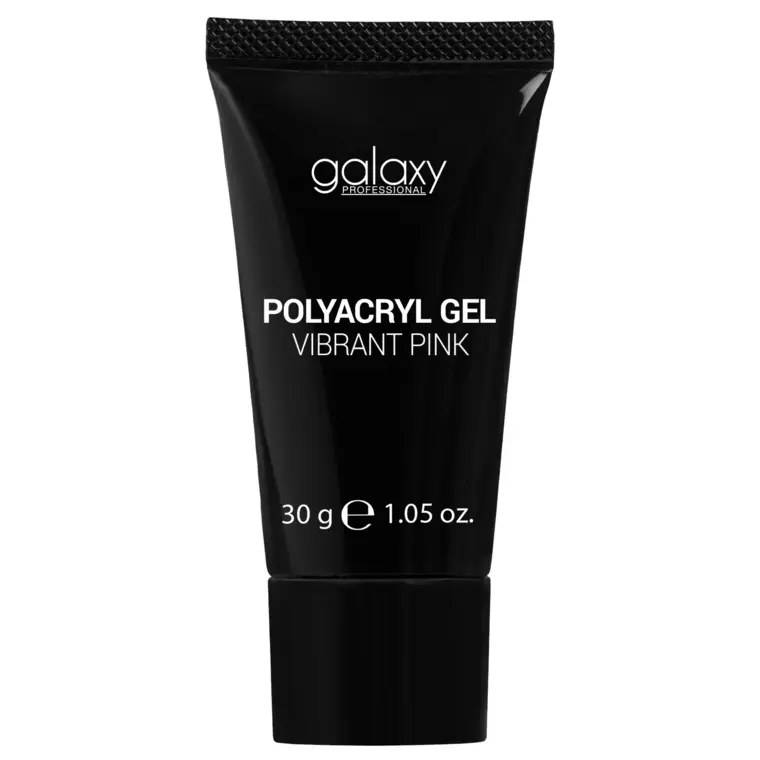 galaxy
PROFESSIONAL
POLYACRYL GEL
VIBRANT PINK
30 g ℮ 1.05 oz.